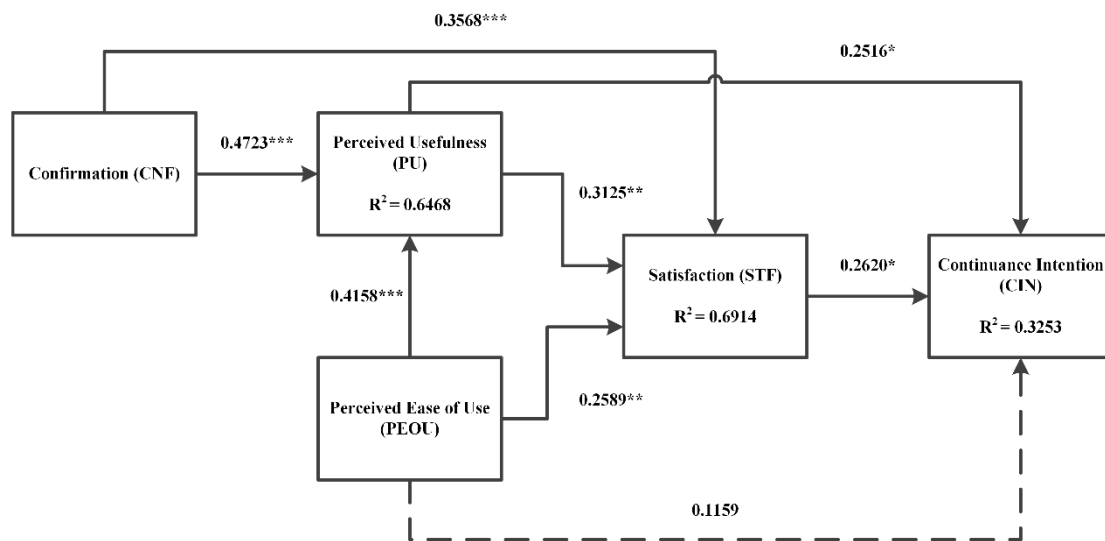 0.3568***
0.2516*
0.4723***
Confirmation (CNF)
Perceived Usefulness
(PU)
R² = 0.6468
0.3125**
0.4158***
Satisfaction (STF)
R² = 0.6914
0.2620*
Continuance Intention
(CIN)
R² = 0.3253
Perceived Ease of Use
(PEOU)
0.2589**
0.1159